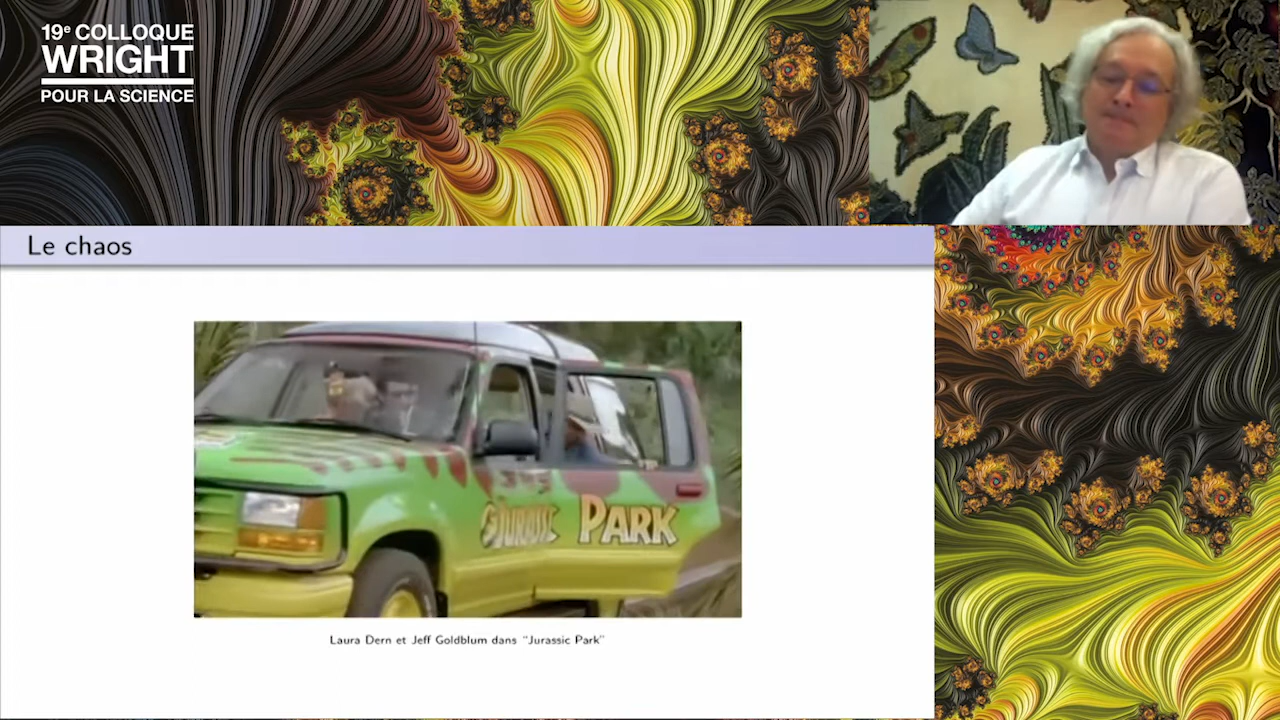 19e COLLOQUE
WRIGHT
POUR LA SCIENCE
Le chaos
JURASSIC PARK
Laura Dern et Jeff Goldblum dans “Jurassic Park”